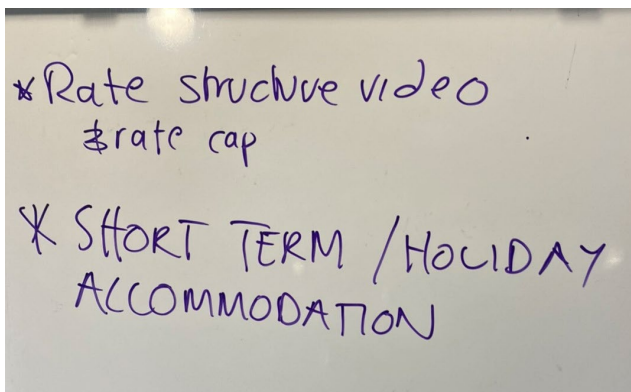 * Rate structure video
& rate cap
* SHORT TERM / HOLIDAY
ACCOMMODATION